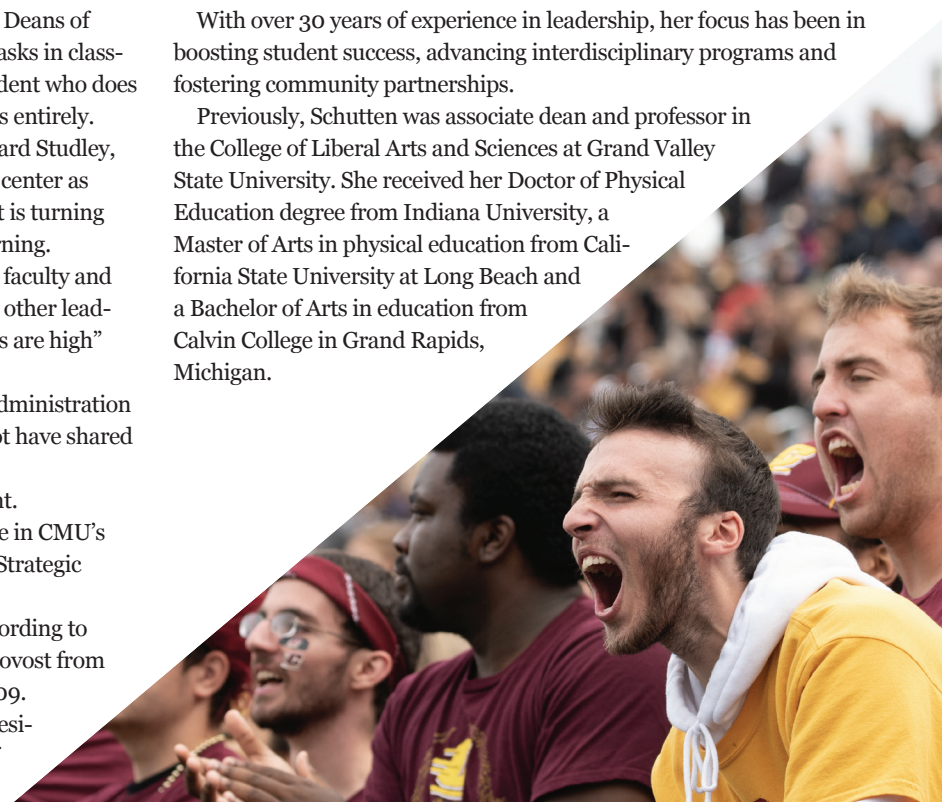 Deans of
asks in class-
dent who does
s entirely.
ard Studley,
center as
t is turning
rning.
faculty and
other lead-
s are high”
dministration
ot have shared
nt.
e in CMU’s
Strategic
ording to
ovost from
09.
esi-
With over 30 years of experience in leadership, her focus has been in
boosting student success, advancing interdisciplinary programs and
fostering community partnerships.
Previously, Schutten was associate dean and professor in
the College of Liberal Arts and Sciences at Grand Valley
State University. She received her Doctor of Physical
Education degree from Indiana University, a
Master of Arts in physical education from Cali-
fornia State University at Long Beach and
a Bachelor of Arts in education from
Calvin College in Grand Rapids,
Michigan.